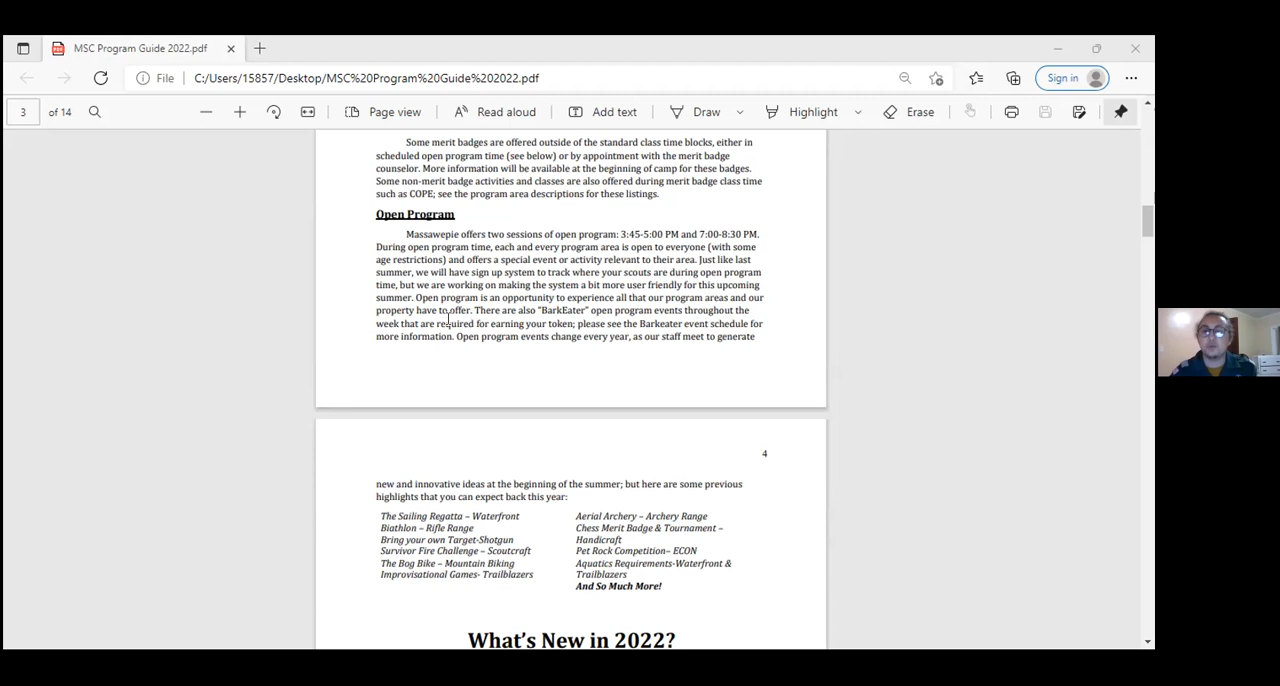 MSC Program Guide 2022.pdf
File
C:/Users/15857/Desktop/MSC%20Program%20Guide%202022.pdf
Sign in
3
of 14
Page view
Read aloud
Add text
Draw
Highlight
Erase
Some merit badges are offered outside of the standard class time blocks, either in
scheduled open program time (see below) or by appointment with the merit badge
counselor. More information will be available at the beginning of camp for these badges.
Some non-merit badge activities and classes are also offered during merit badge class time
such as COPE; see the program area descriptions for these listings.
Open Program
Massawepie offers two sessions of open program: 3:45-5:00 PM and 7:00-8:30 PM.
During open program time, each and every program area is open to everyone (with some
age restrictions) and offers a special event or activity relevant to their area. Just like last
summer, we will have sign up system to track where your scouts are during open program
time, but we are working on making the system a bit more user friendly for this upcoming
summer. Open program is an opportunity to experience all that our program areas and our
property have to offer. There are also "BarkEater" open program events throughout the
week that are required for earning your token; please see the Barkeater event schedule for
more information. Open program events change every year, as our staff meet to generate
4
new and innovative ideas at the beginning of the summer; but here are some previous
highlights that you can expect back this year:
The Sailing Regatta – Waterfront
Biathlon – Rifle Range
Bring your own Target-Shotgun
Survivor Fire Challenge – Scoutcraft
The Bog Bike – Mountain Biking
Improvisational Games- Trailblazers
Aerial Archery – Archery Range
Chess Merit Badge & Tournament –
Handicraft
Pet Rock Competition– ECON
Aquatics Requirements-Waterfront &
Trailblazers
And So Much More!
What's New in 2022?